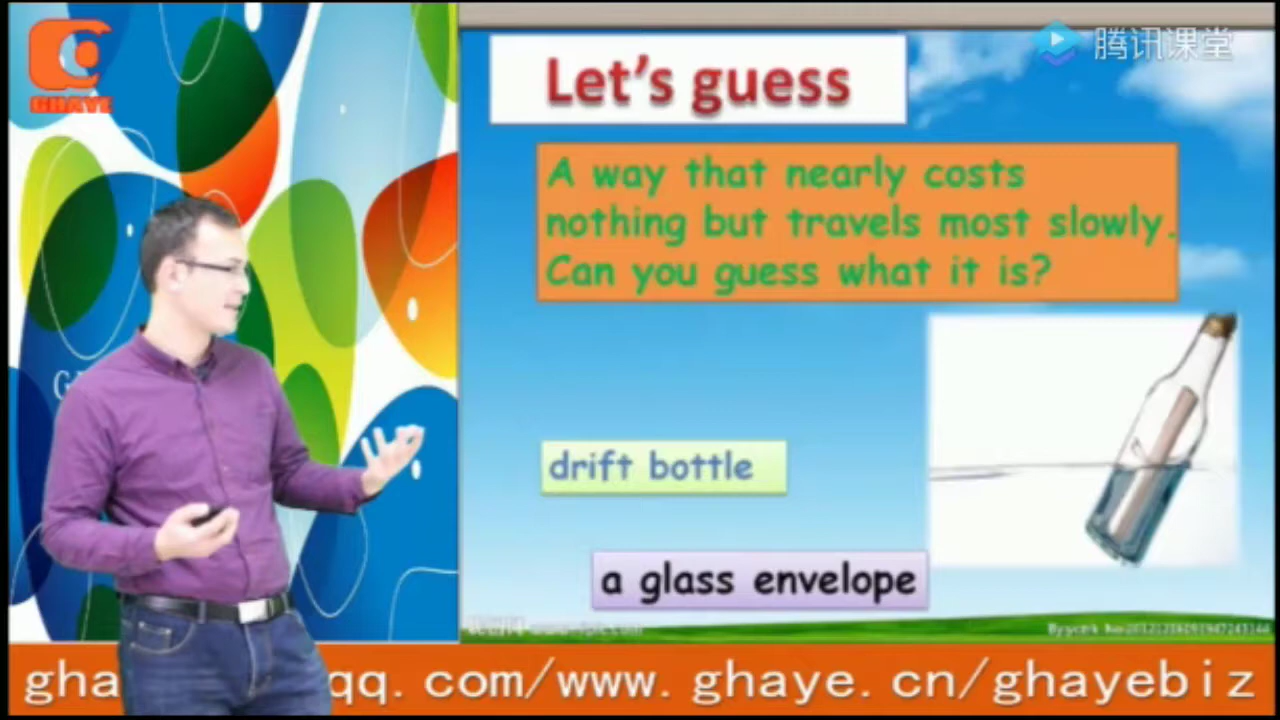 GHAYE
腾讯课堂
Let's guess
A way that nearly costs
nothing but travels most slowly.
Can you guess what it is?
drift bottle
a glass envelope
gha qq. com/www. ghaye. cn/ghayebiz